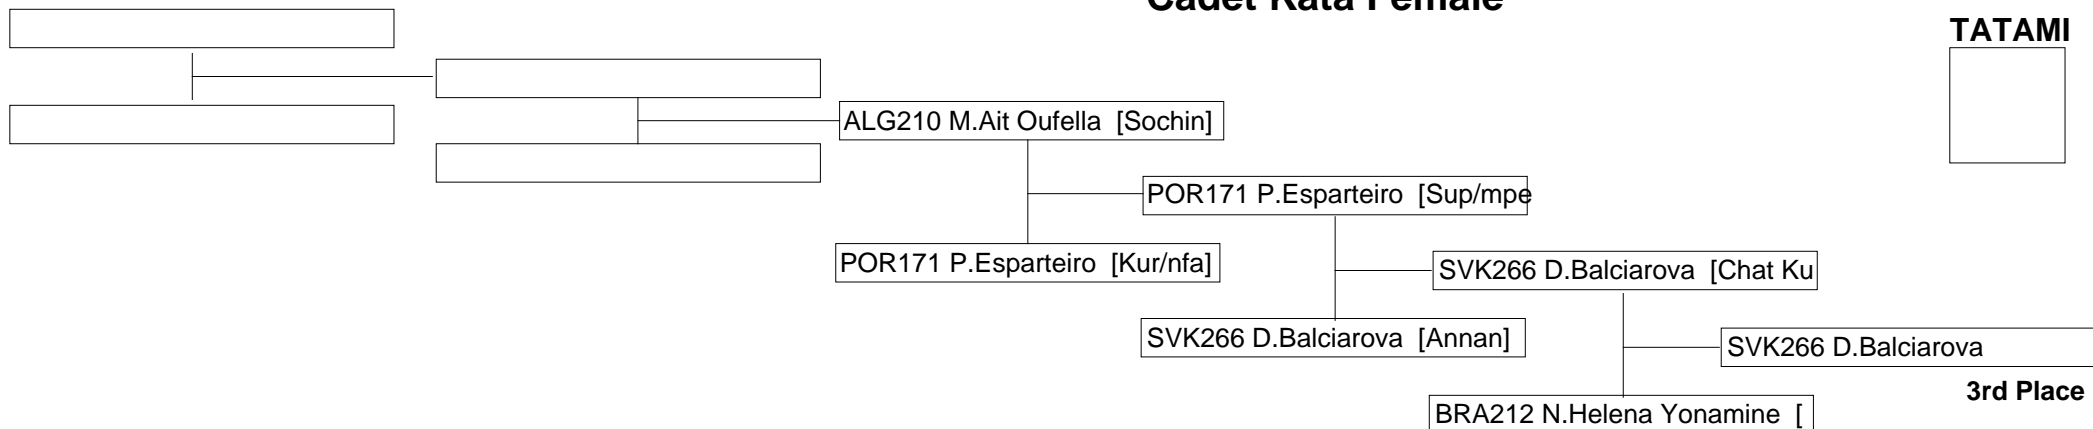 Cadet Kata Female
TATAMI
ALG210 M.Ait Oufella [Sochin]
POR171 P.Esparteiro [Sup/mpe
POR171 P.Esparteiro [Kur/nfa]
SVK266 D.Balciarova [Chat Ku
SVK266 D.Balciarova [Annan]
SVK266 D.Balciarova
3rd Place
BRA212 N.Helena Yonamine [